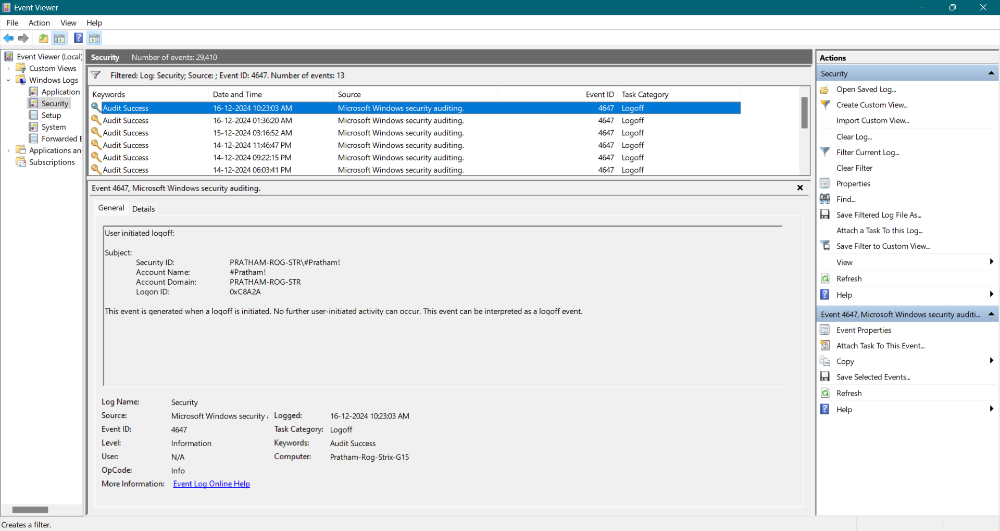 Event Viewer
File Action View Help
Event Viewer (Local)
Custom Views
Windows Logs
Application
Security
Setup
System
Forwarded E
Applications an
Subscriptions
Security Number of events: 29,410
Filtered: Log: Security; Source: ; Event ID: 4647. Number of events: 13
Keywords Date and Time Source Event ID Task Category
Audit Success 16-12-2024 10:23:03 AM Microsoft Windows security auditing. 4647 Logoff
Audit Success 16-12-2024 01:36:20 AM Microsoft Windows security auditing. 4647 Logoff
Audit Success 15-12-2024 03:16:52 AM Microsoft Windows security auditing. 4647 Logoff
Audit Success 14-12-2024 11:46:47 PM Microsoft Windows security auditing. 4647 Logoff
Audit Success 14-12-2024 09:22:15 PM Microsoft Windows security auditing. 4647 Logoff
Audit Success 14-12-2024 06:03:41 PM Microsoft Windows security auditing. 4647 Logoff
Event 4647, Microsoft Windows security auditing.
General Details
User initiated logoff:
Subject:
Security ID: PRATHAM-ROG-STR\#Pratham!
Account Name: #Pratham!
Account Domain: PRATHAM-ROG-STR
Logon ID: 0xC8A2A
This event is generated when a logoff is initiated. No further user-initiated activity can occur. This event can be interpreted as a logoff event.
Log Name: Security
Source: Microsoft Windows security Logged: 16-12-2024 10:23:03 AM
Event ID: 4647 Task Category: Logoff
Level: Information Keywords: Audit Success
User: N/A Computer: Pratham-Rog-Strix-G15
OpCode: Info
More Information: Event Log Online Help
Actions
Security
Open Saved Log...
Create Custom View...
Import Custom View...
Clear Log...
Filter Current Log...
Clear Filter
Properties
Find...
Save Filtered Log File As...
Attach a Task To this Log...
Save Filter to Custom View...
View
Refresh
Help
Event 4647, Microsoft Windows security auditi...
Event Properties
Attach Task To This Event...
Copy
Save Selected Events...
Refresh
Help
Creates a filter.